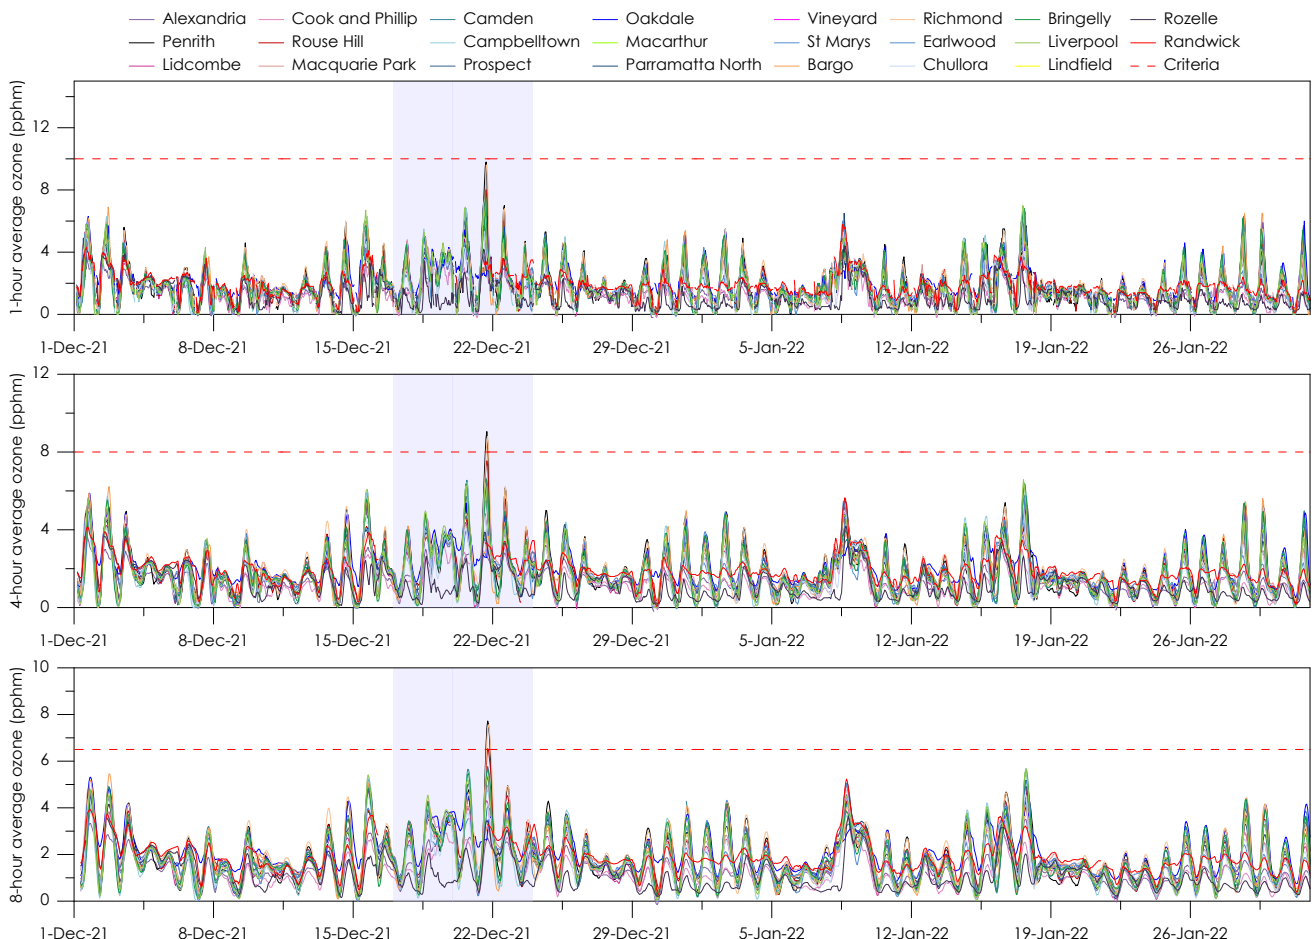 Alexandria Cook and Phillip Camden Oakdale Vineyard Richmond Bringelly Rozelle
Penrith Rouse Hill Campbelltown Macarthur St Marys Earlwood Liverpool Randwick
Lidcombe Macquarie Park Prospect Parramatta North Bargo Chullora Lindfield Criteria
1-hour average ozone (pphm)
12
8
4
0
1-Dec-21 8-Dec-21 15-Dec-21 22-Dec-21 29-Dec-21 5-Jan-22 12-Jan-22 19-Jan-22 26-Jan-22
4-hour average ozone (pphm)
12
8
4
0
1-Dec-21 8-Dec-21 15-Dec-21 22-Dec-21 29-Dec-21 5-Jan-22 12-Jan-22 19-Jan-22 26-Jan-22
8-hour average ozone (pphm)
10
8
6
4
2
0
1-Dec-21 8-Dec-21 15-Dec-21 22-Dec-21 29-Dec-21 5-Jan-22 12-Jan-22 19-Jan-22 26-Jan-22